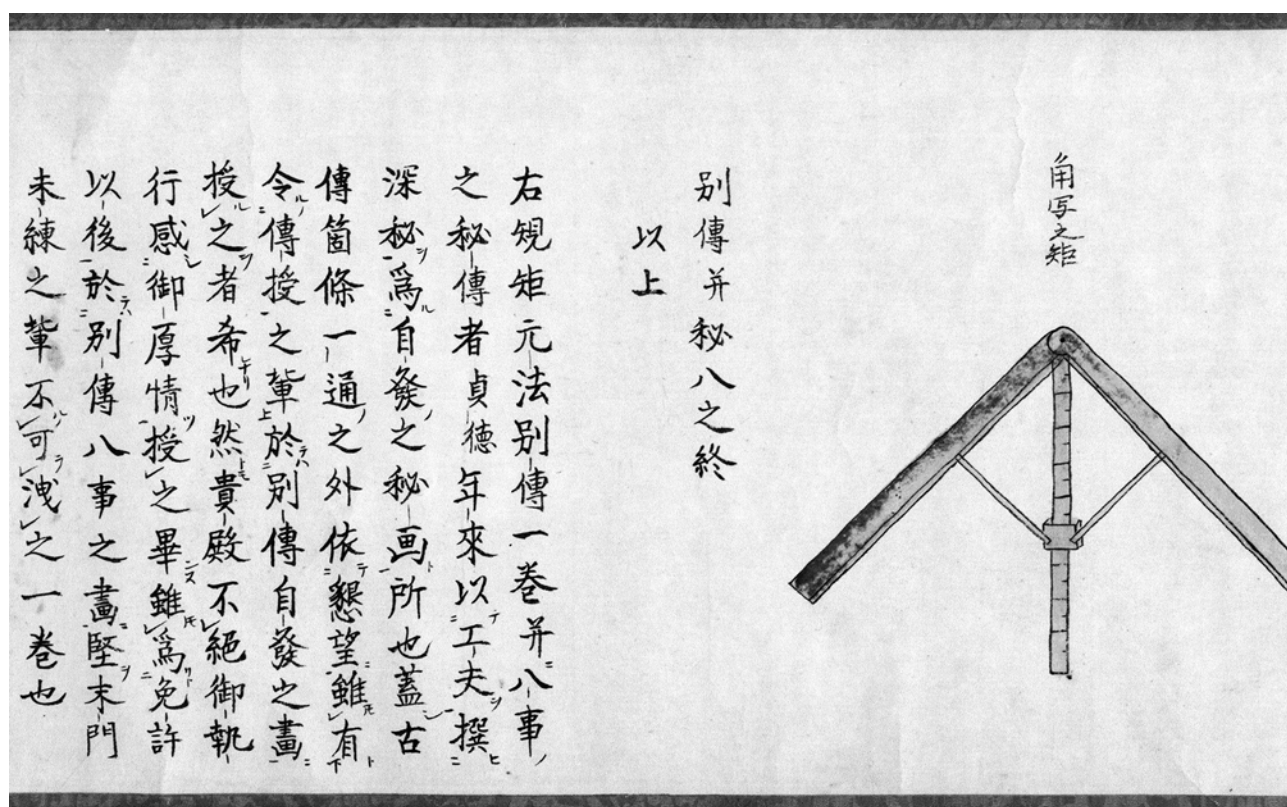 角写之矩
別傳并秘八之終
以上
右規矩元法別傳一巻并八事
之秘傳者貞德年來以工夫撰
深秘爲自發之秘画所也蓋古
傳箇條一通之外依懇望雖有
令傳授之輩於別傳自發之畫
授之者希也然貴殿不絕御執
行感御厚情授之畢雖爲免許
以後於別傳八事之畫堅末門
未練之輩不可洩之一巻也